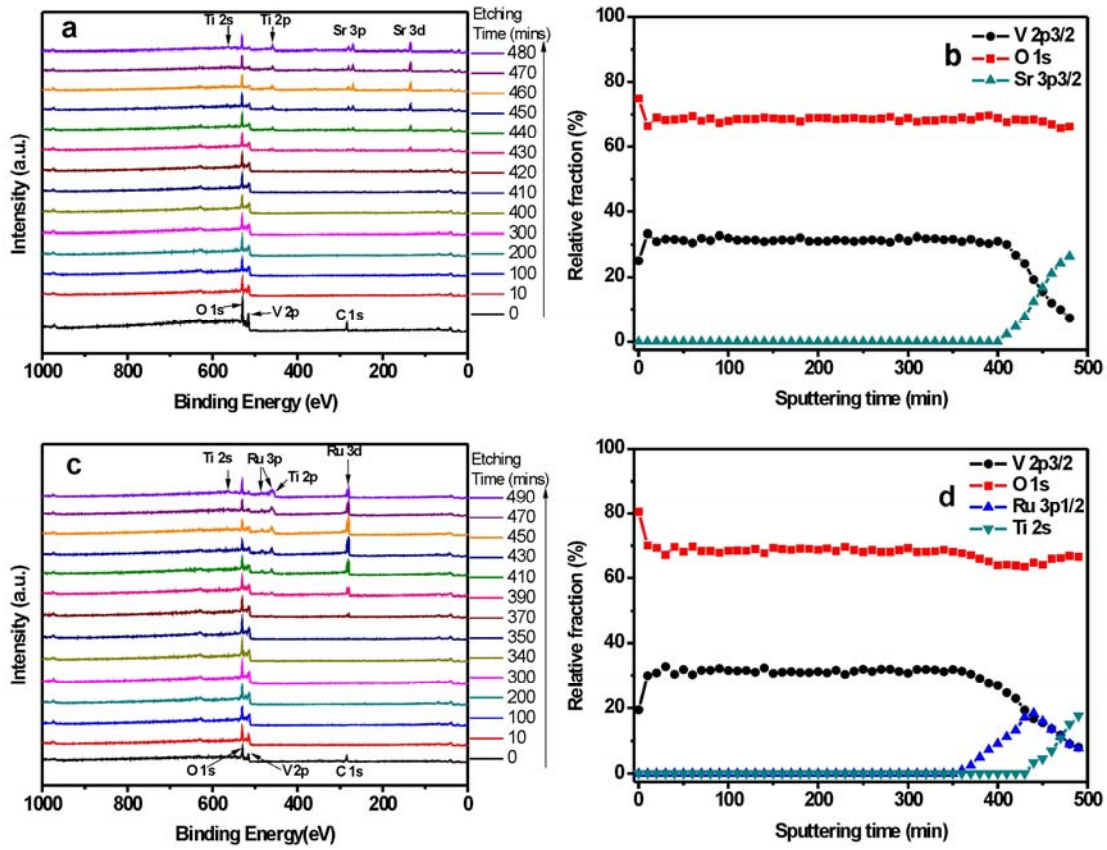 a
Ti 2s
Ti 2p
Sr 3p
Sr 3d
Etching
Time (mins)
480
470
460
450
440
430
420
410
400
300
200
100
10
0
O 1s
V 2p
C 1s
Intensity (a.u.)
1000 800 600 400 200 0
Binding Energy (eV)
b
V 2p3/2
O 1s
Sr 3p3/2
100
80
60
40
20
0
Relative fraction (%)
0 100 200 300 400 500
Sputtering time (min)
c
Ti 2s
Ru 3p
Ti 2p
Ru 3d
Etching
Time (mins)
490
470
450
430
410
390
370
350
340
300
200
100
10
0
O 1s
V 2p
C 1s
Intensity (a.u.)
1000 800 600 400 200 0
Binding Energy(eV)
d
V 2p3/2
O 1s
Ru 3p1/2
Ti 2s
100
80
60
40
20
0
Relative fraction (%)
0 100 200 300 400 500
Sputtering time (min)